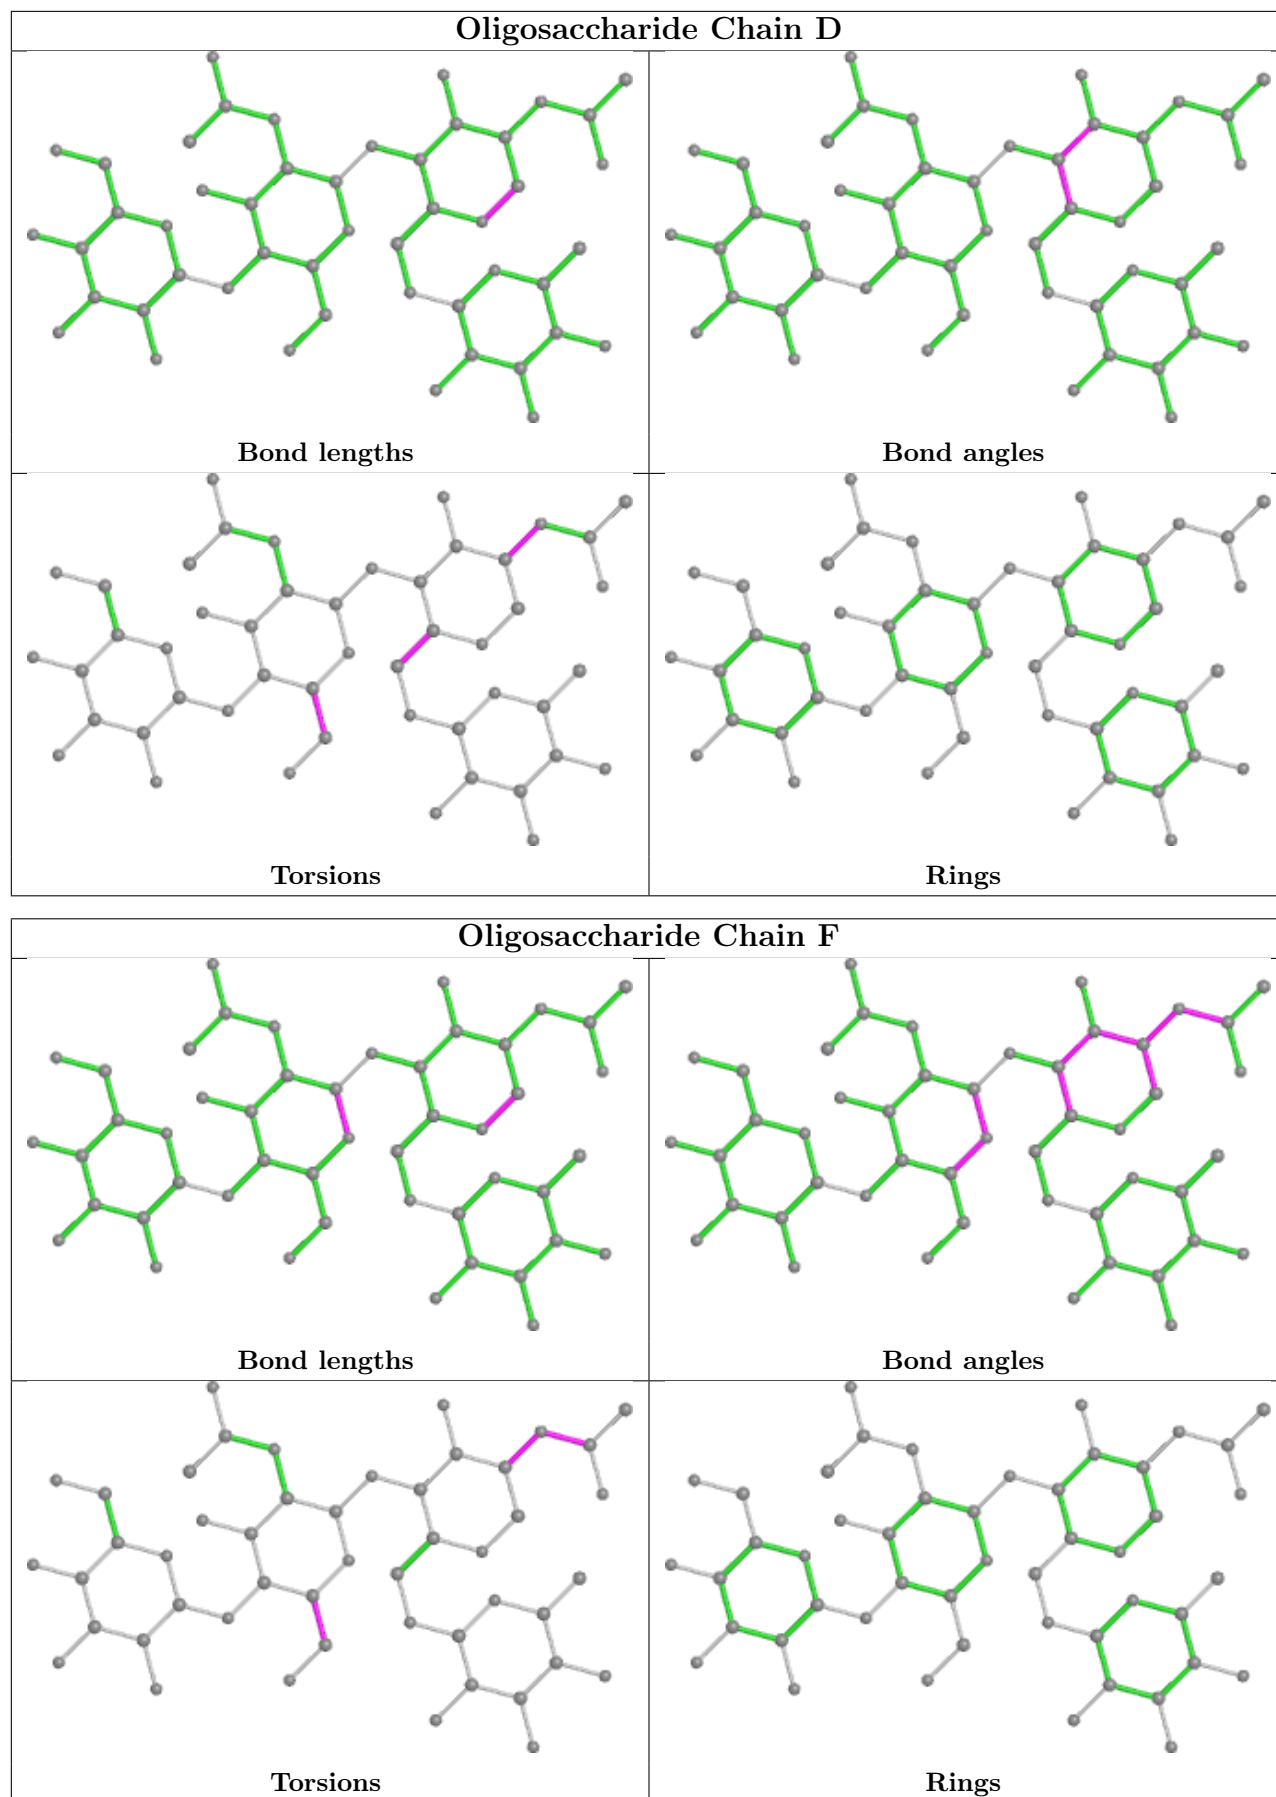 Oligosaccharide Chain D
Bond lengths
Bond angles
Torsions
Rings
Oligosaccharide Chain F
Bond lengths
Bond angles
Torsions
Rings